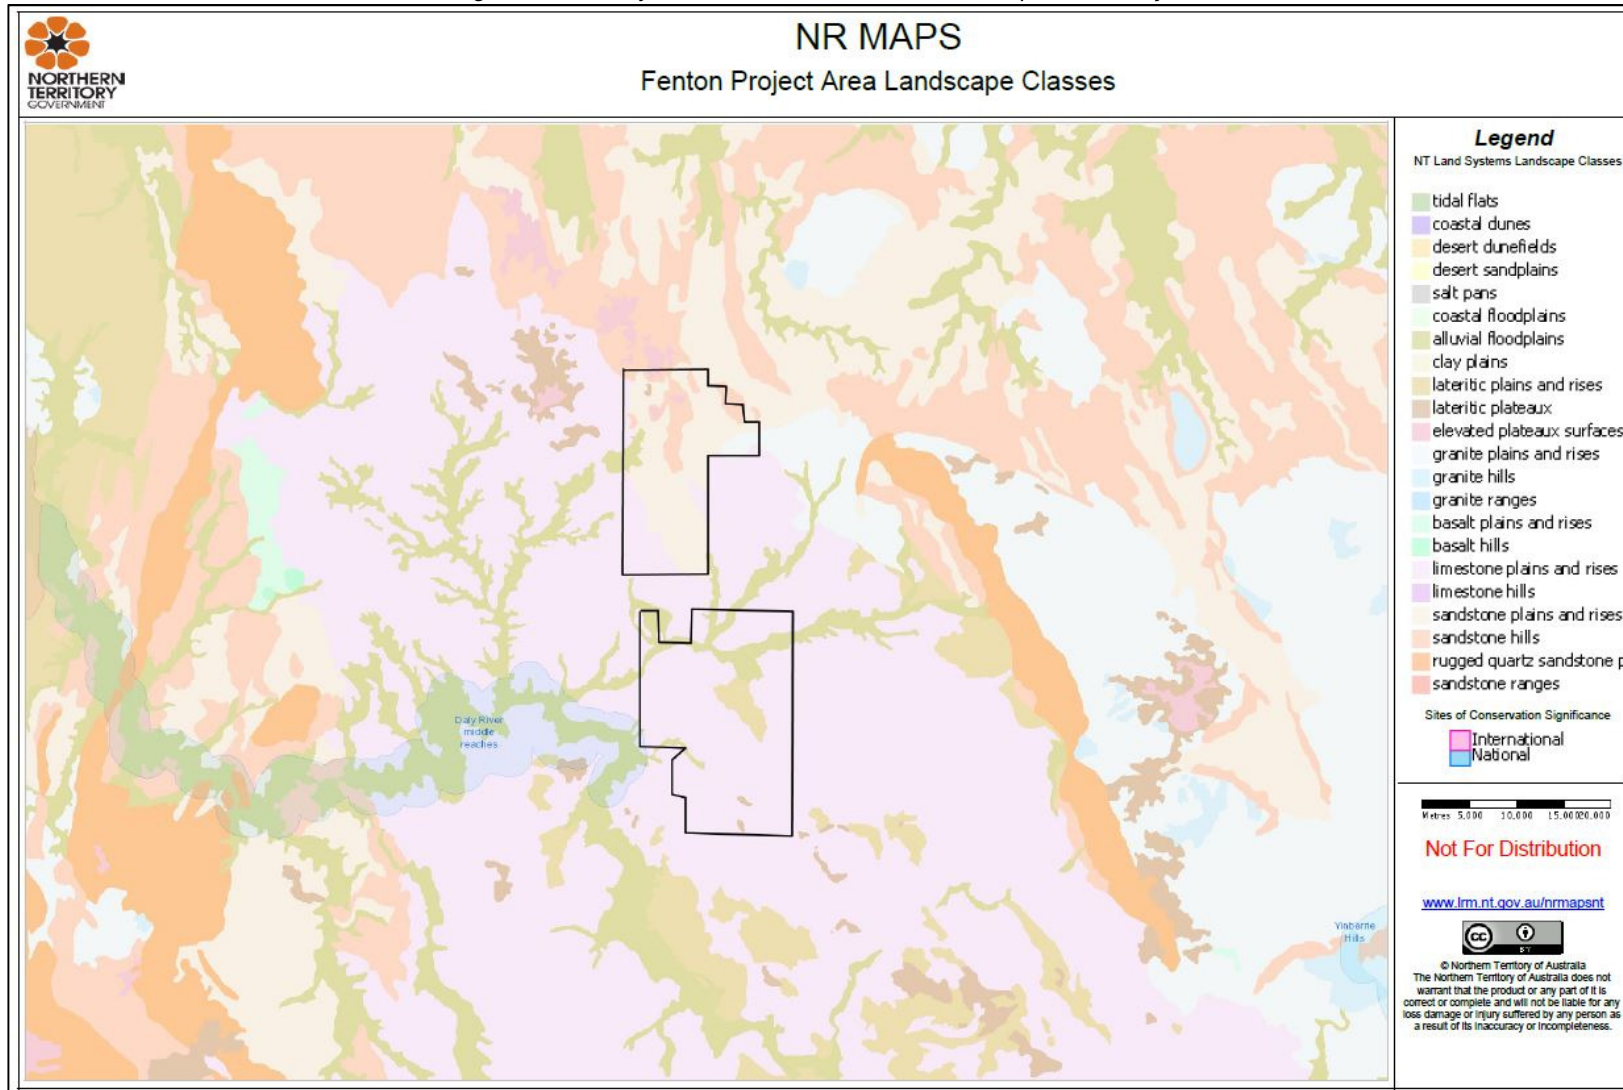 NR MAPS
Fenton Project Area Landscape Classes
NORTHERN
TERRITORY
GOVERNMENT
Daly River
middle
reaches
Yinberrie
Hills
Legend
NT Land Systems Landscape Classes
tidal flats
coastal dunes
desert dunefields
desert sandplains
salt pans
coastal floodplains
alluvial floodplains
clay plains
lateritic plains and rises
lateritic plateaux
elevated plateaux surfaces
granite plains and rises
granite hills
granite ranges
basalt plains and rises
basalt hills
limestone plains and rises
limestone hills
sandstone plains and rises
sandstone hills
rugged quartz sandstone p
sandstone ranges
Sites of Conservation Significance
International
National
Metres 5,000 10,000 15,00020,000
Not For Distribution
www.lrm.nt.gov.au/nrmapsnt
cc
BY
© Northern Territory of Australia
The Northern Territory of Australia does not
warrant that the product or any part of it is
correct or complete and will not be liable for any
loss damage or injury suffered by any person as
a result of its inaccuracy or incompleteness.